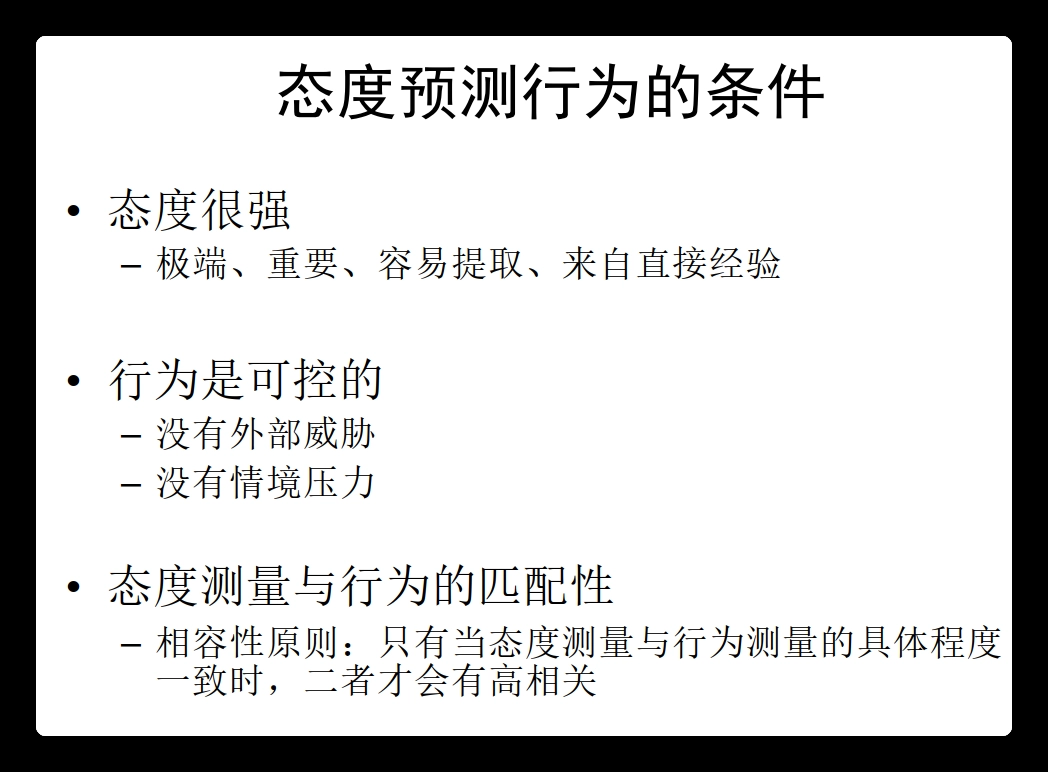 态度预测行为的条件
• 态度很强
– 极端、重要、容易提取、来自直接经验
• 行为是可控的
– 没有外部威胁
– 没有情境压力
• 态度测量与行为的匹配性
– 相容性原则：只有当态度测量与行为测量的具体程度
一致时，二者才会有高相关